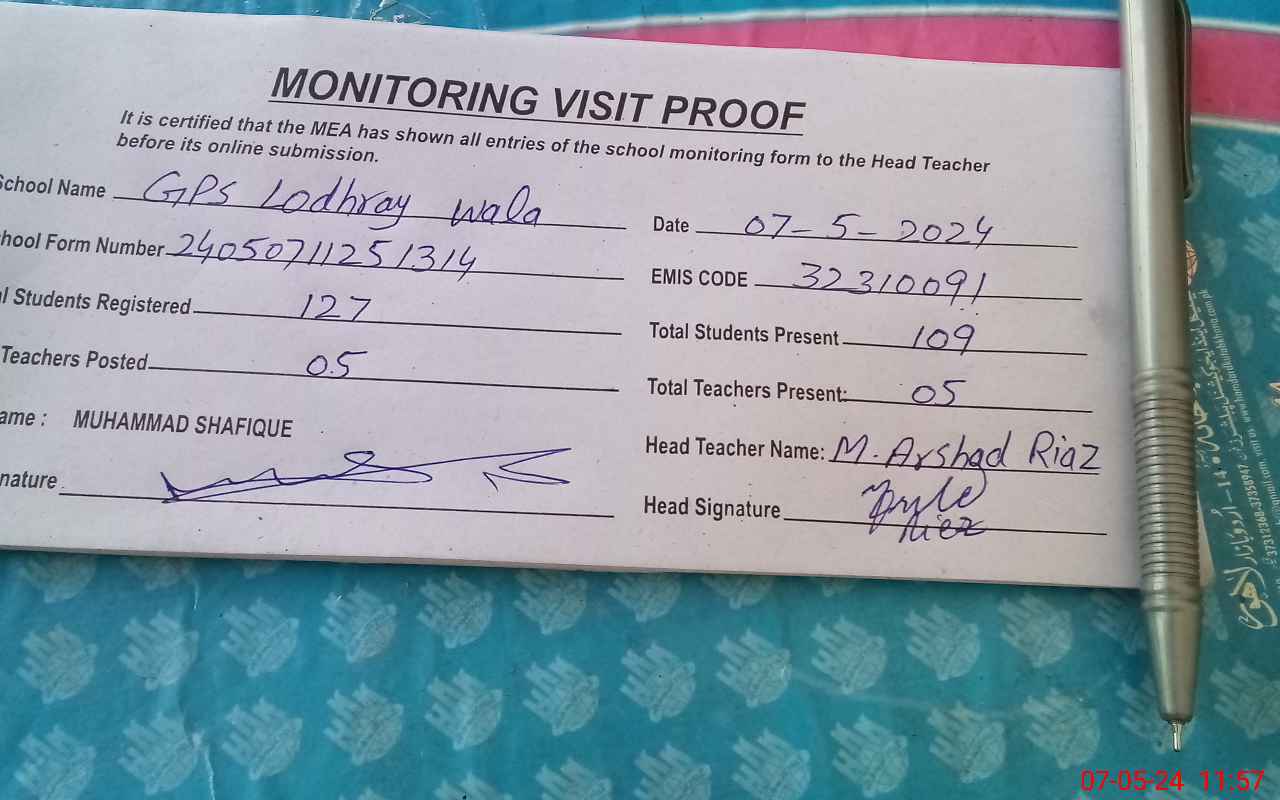 MONITORING VISIT PROOF
It is certified that the MEA has shown all entries of the school monitoring form to the Head Teacher
before its online submission.
School Name GPS Lodhray Wala
Date 07-5-2024
hool Form Number 24050711251314
EMIS CODE 32310091
l Students Registered 127
Total Students Present 109
Teachers Posted 05
Total Teachers Present: 05
ame : MUHAMMAD SHAFIQUE
Head Teacher Name: M. Arshad Riaz
nature
Head Signature
07-05-24 11:57